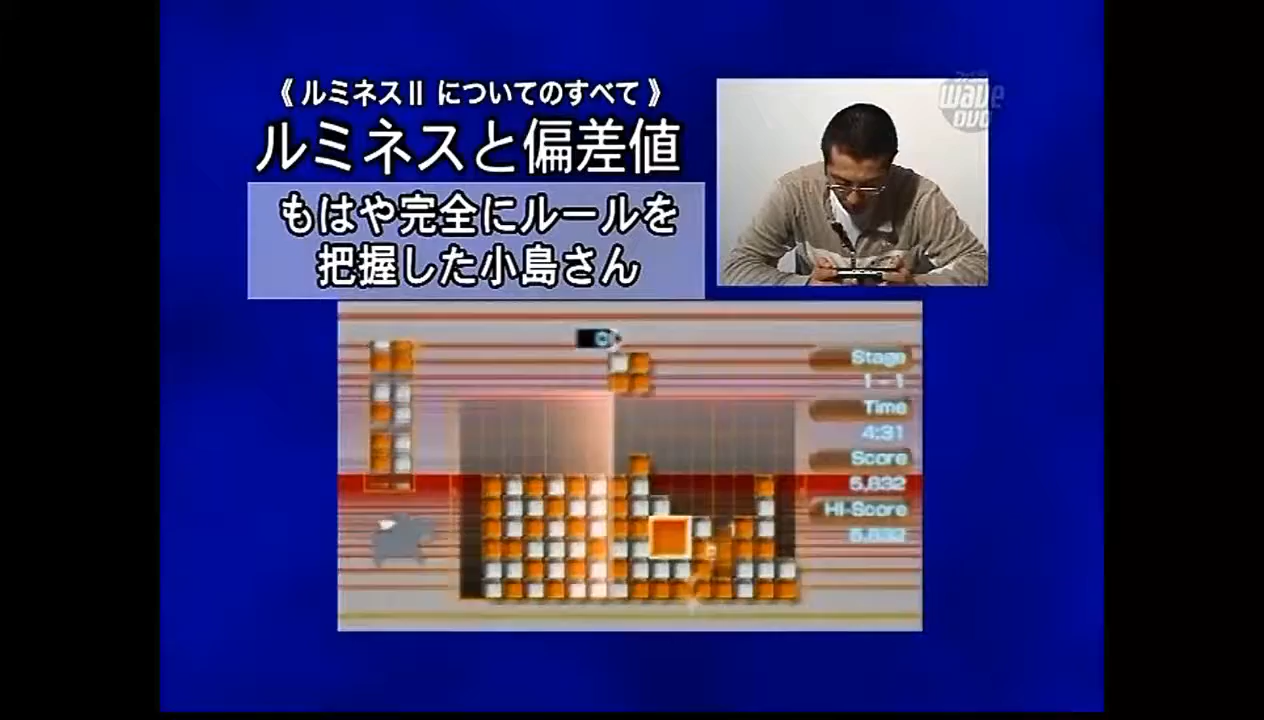 《ルミネスⅡ についてのすべて》
ルミネスと偏差値
もはや完全にルールを
把握した小島さん
WaVe
DVD
Stage
1-1
Time
4:31
Score
5,832
Hi-Score
5,832